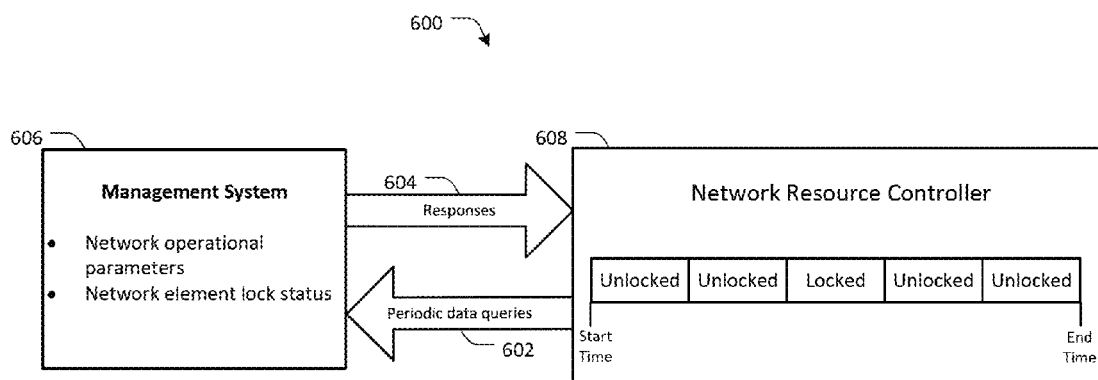 600
606
608
Management System
• Network operational
parameters
• Network element lock status
604
Responses
Periodic data queries
602
Network Resource Controller
Unlocked Unlocked Locked Unlocked Unlocked
Start
Time
End
Time